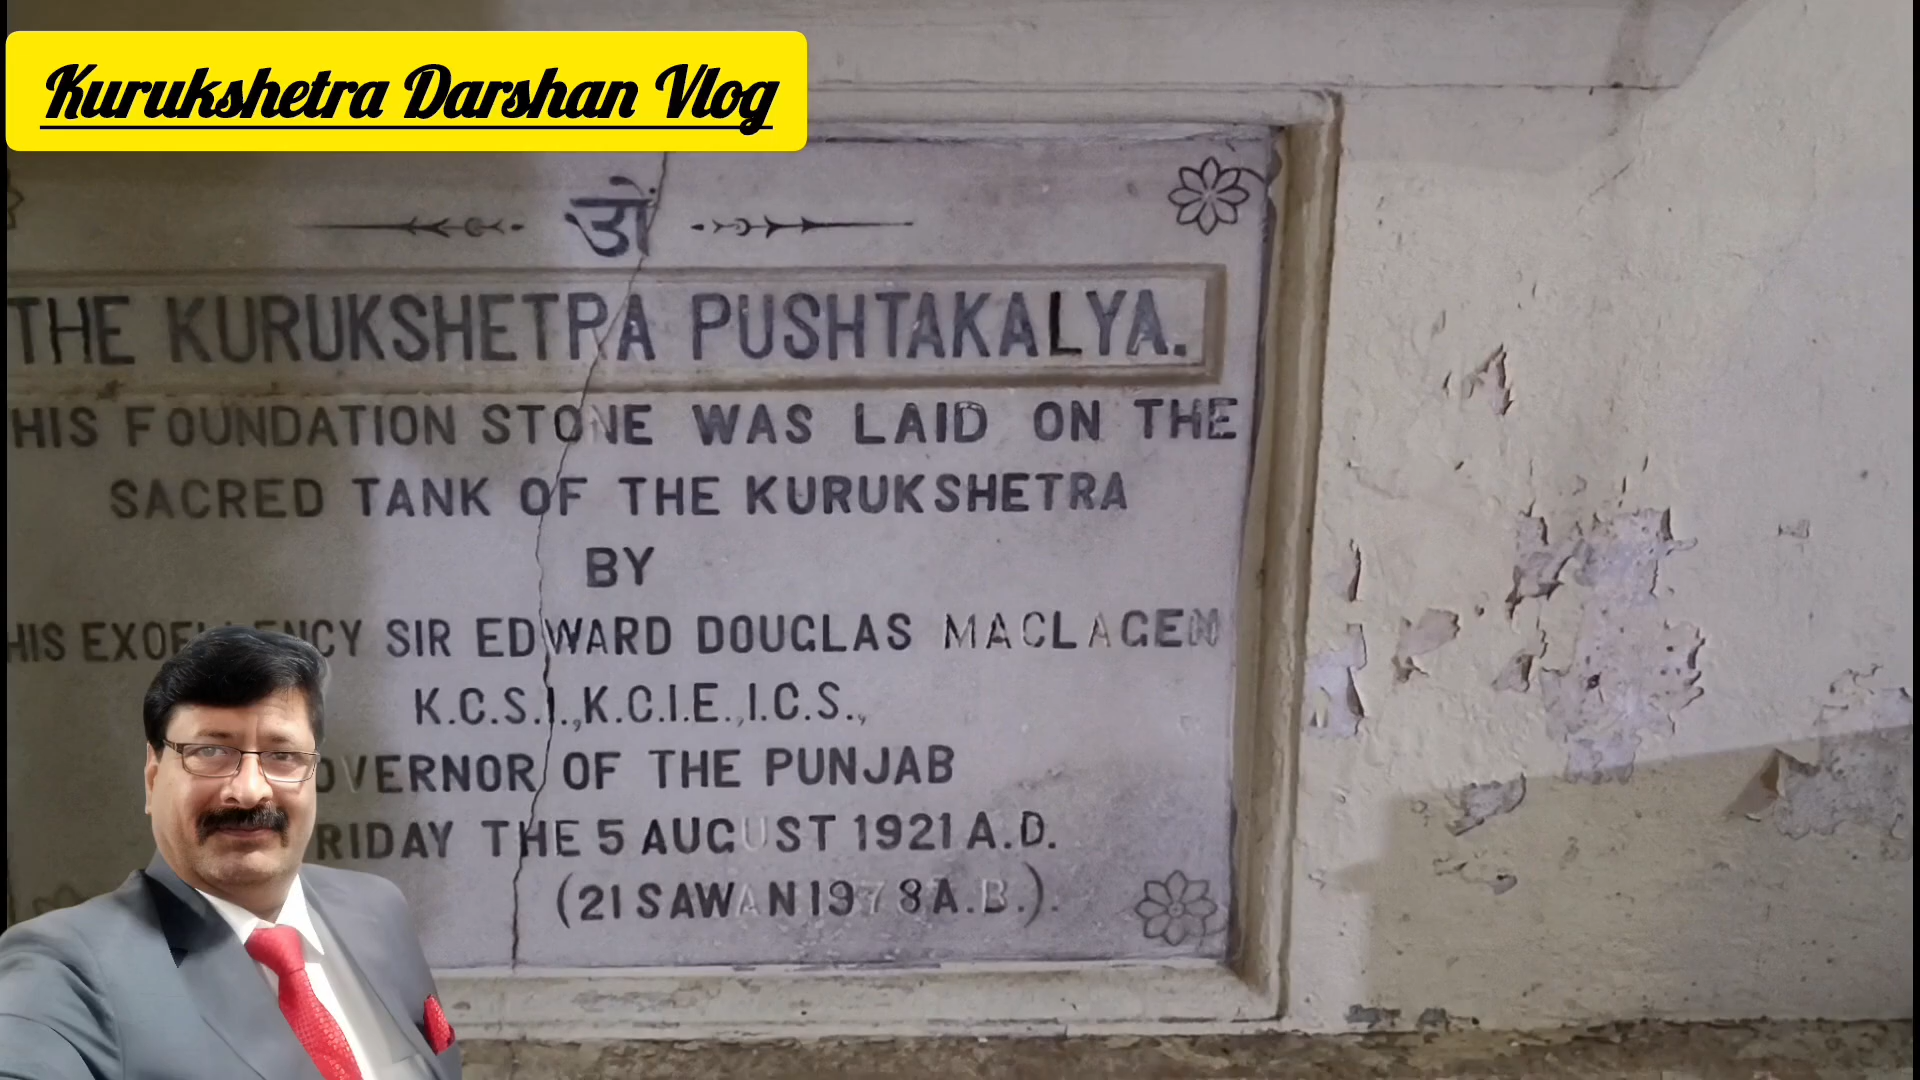 Kurukshetra Darshan Vlog
ओं
THE KURUKSHETRA PUSHTAKALYA.
HIS FOUNDATION STONE WAS LAID ON THE
SACRED TANK OF THE KURUKSHETRA
BY
HIS EXOELLENCY SIR EDWARD DOUGLAS MACLAGEN
K.C.S.I.,K.C.I.E.,I.C.S.,
OVERNOR OF THE PUNJAB
RIDAY THE 5 AUGUST 1921 A.D.
(21 SAWAN 1978 A.B.).